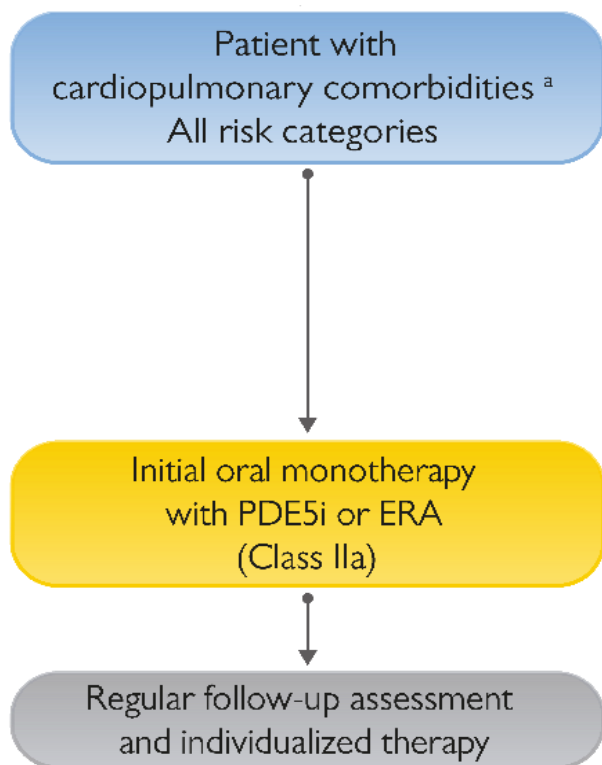 Patient with
cardiopulmonary comorbidities ᵃ
All risk categories
Initial oral monotherapy
with PDE5i or ERA
(Class IIa)
Regular follow-up assessment
and individualized therapy